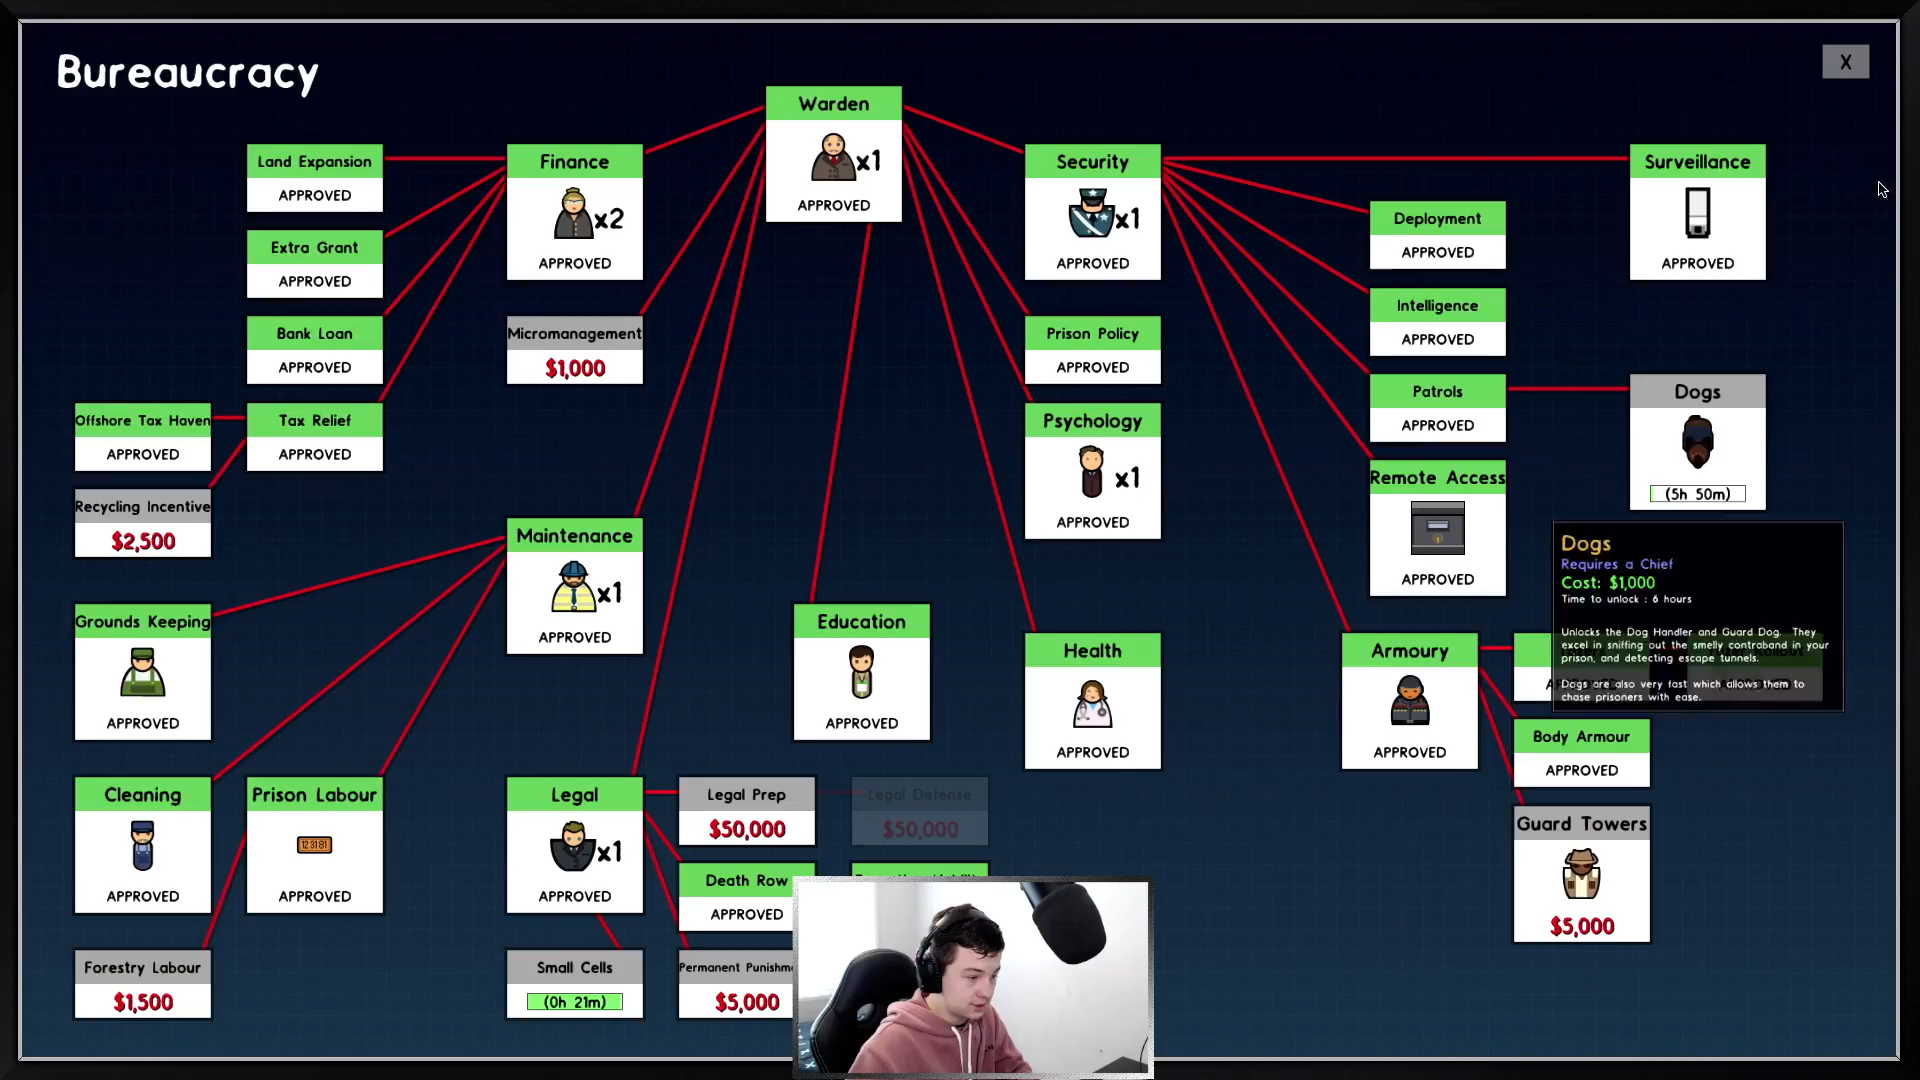 Bureaucracy
X
Warden
x1
APPROVED
Land Expansion
APPROVED
Finance
x2
APPROVED
Security
x1
APPROVED
Surveillance
APPROVED
Deployment
APPROVED
Extra Grant
APPROVED
Intelligence
APPROVED
Bank Loan
APPROVED
Micromanagement
$1,000
Prison Policy
APPROVED
Patrols
APPROVED
Dogs
(5h 50m)
Offshore Tax Haven
APPROVED
Tax Relief
APPROVED
Psychology
x1
APPROVED
Remote Access
APPROVED
Recycling Incentive
$2,500
Maintenance
x1
APPROVED
Dogs
Requires a Chief
Cost: $1,000
Time to unlock : 6 hours
Unlocks the Dog Handler and Guard Dog. They
excel in sniffing out the smelly contraband in your
prison, and detecting escape tunnels.
Dogs are also very fast which allows them to
chase prisoners with ease.
Grounds Keeping
APPROVED
Education
APPROVED
Health
APPROVED
Armoury
APPROVED
Body Armour
APPROVED
Guard Towers
$5,000
Cleaning
APPROVED
Prison Labour
123181
APPROVED
Legal
x1
APPROVED
Legal Prep
$50,000
Legal Defense
$50,000
Death Row
APPROVED
Forestry Labour
$1,500
Small Cells
(0h 21m)
Permanent
$5,000